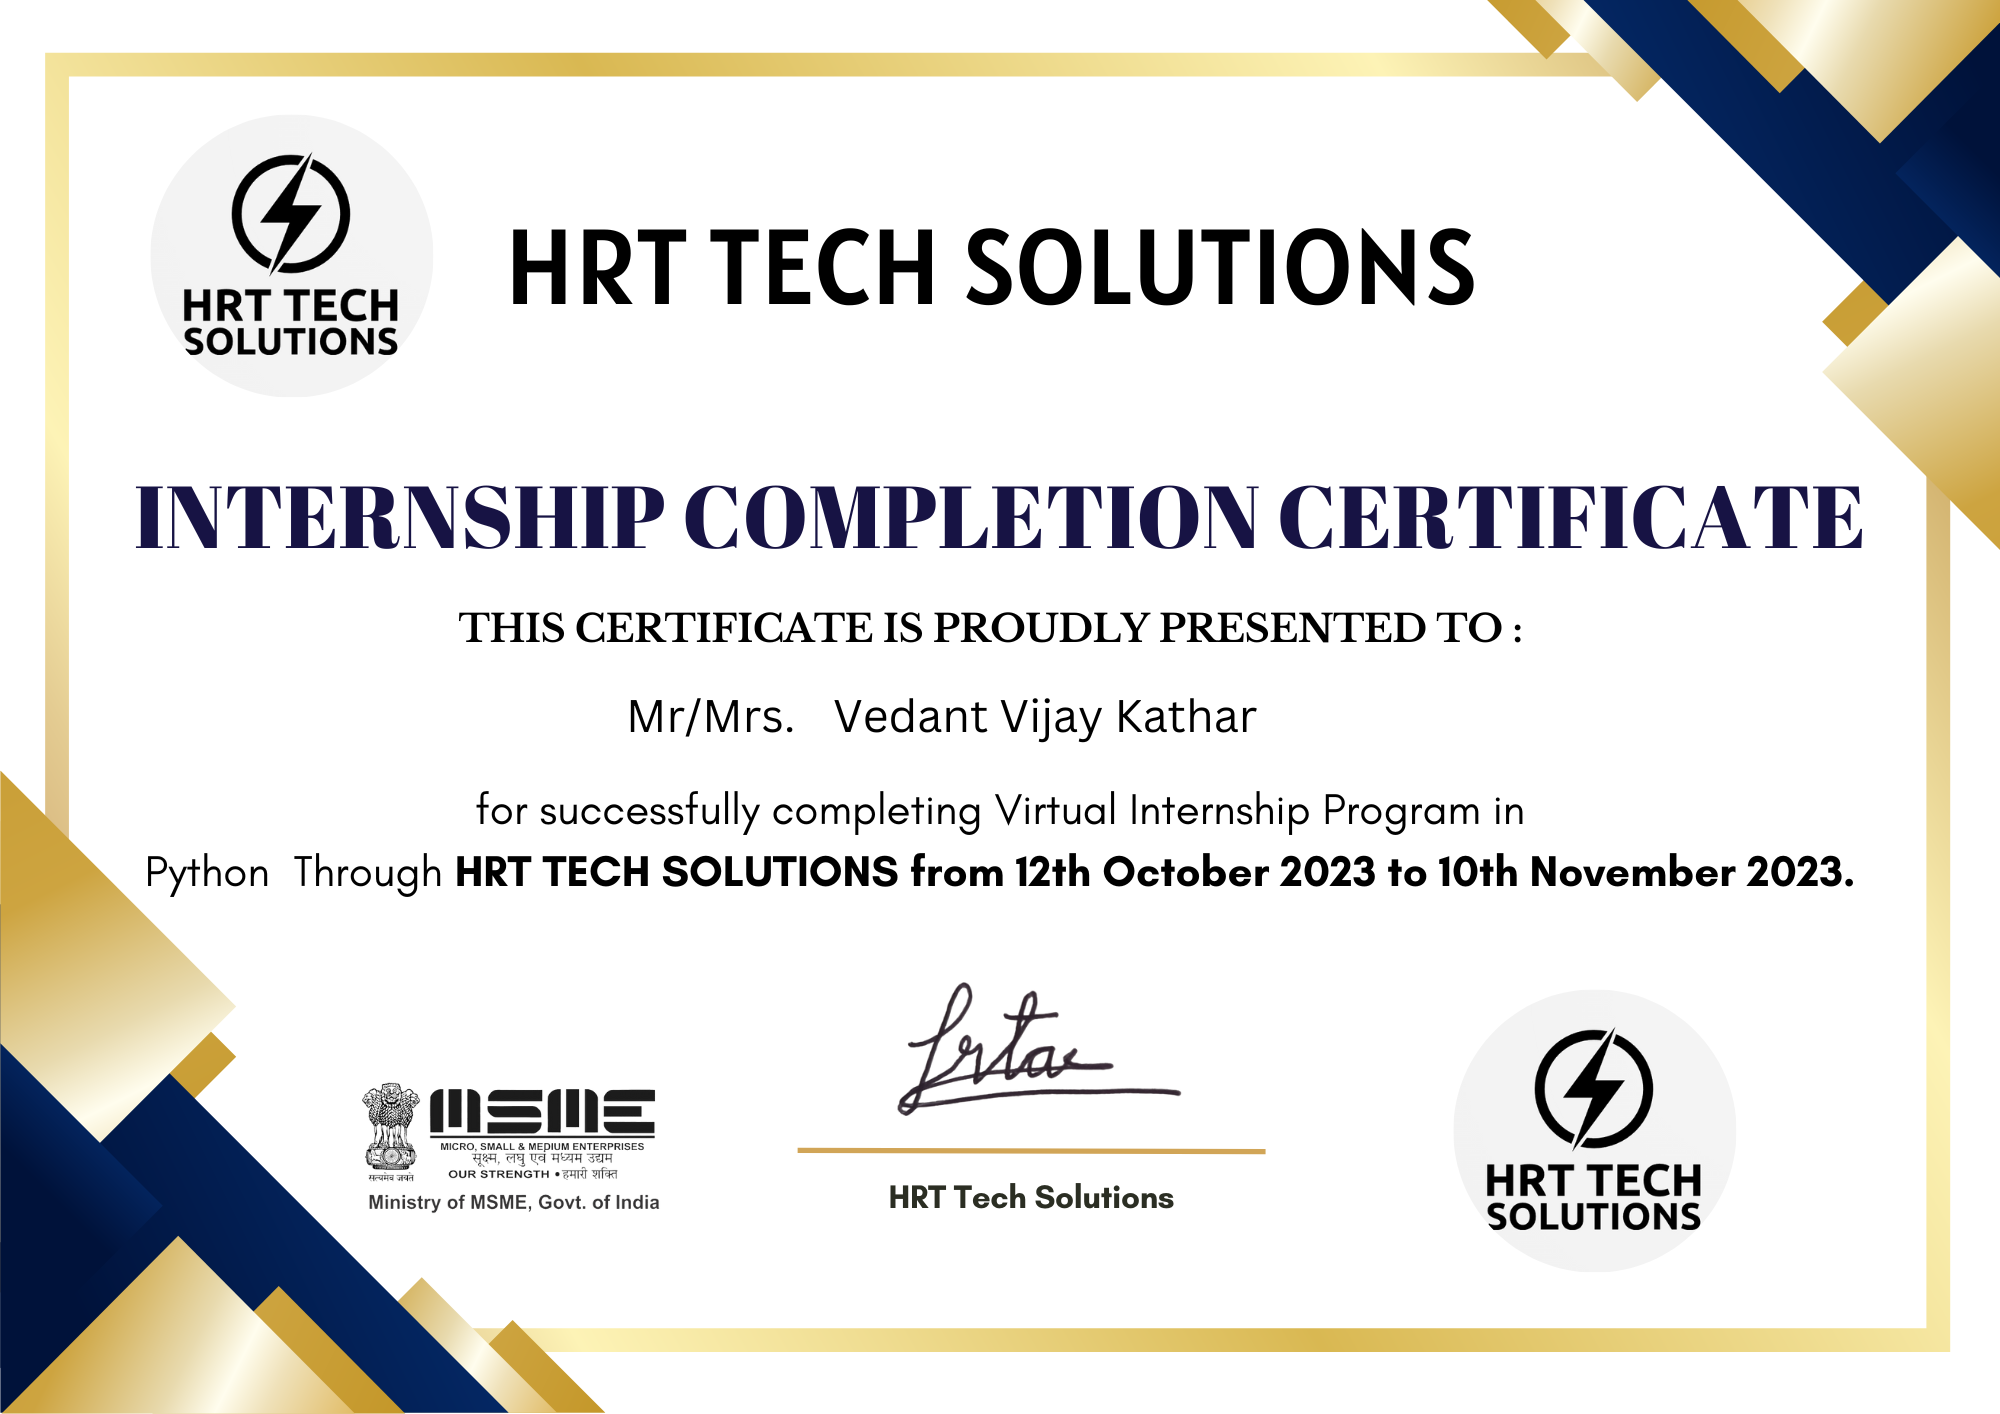 HRT TECH
SOLUTIONS
HRT TECH SOLUTIONS
INTERNSHIP COMPLETION CERTIFICATE
THIS CERTIFICATE IS PROUDLY PRESENTED TO :
Mr/Mrs. Vedant Vijay Kathar
for successfully completing Virtual Internship Program in
Python Through HRT TECH SOLUTIONS from 12th October 2023 to 10th November 2023.
सत्यमेव जयते
MSME
MICRO, SMALL & MEDIUM ENTERPRISES
सूक्ष्म, लघु एवं मध्यम उद्यम
OUR STRENGTH • हमारी शक्ति
Ministry of MSME, Govt. of India
HRT Tech Solutions
HRT TECH
SOLUTIONS